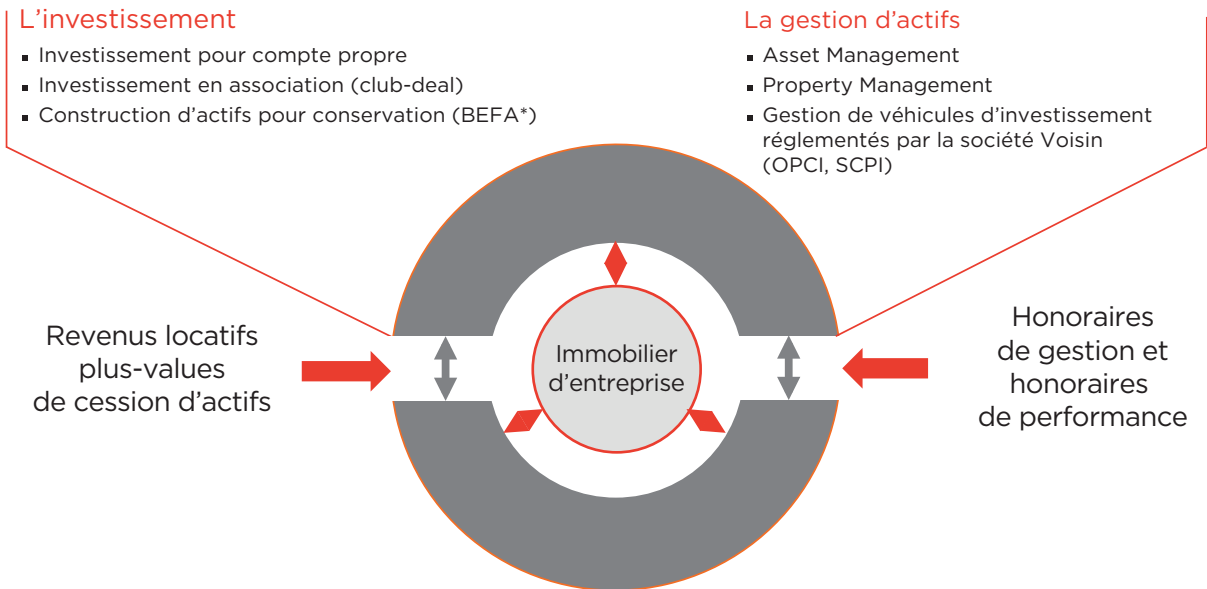 L’investissement
▪ Investissement pour compte propre
▪ Investissement en association (club-deal)
▪ Construction d’actifs pour conservation (BEFA*)
La gestion d’actifs
▪ Asset Management
▪ Property Management
▪ Gestion de véhicules d’investissement
réglementés par la société Voisin
(OPCI, SCPI)
Revenus locatifs
plus-values
de cession d’actifs
Immobilier
d’entreprise
Honoraires
de gestion et
honoraires
de performance